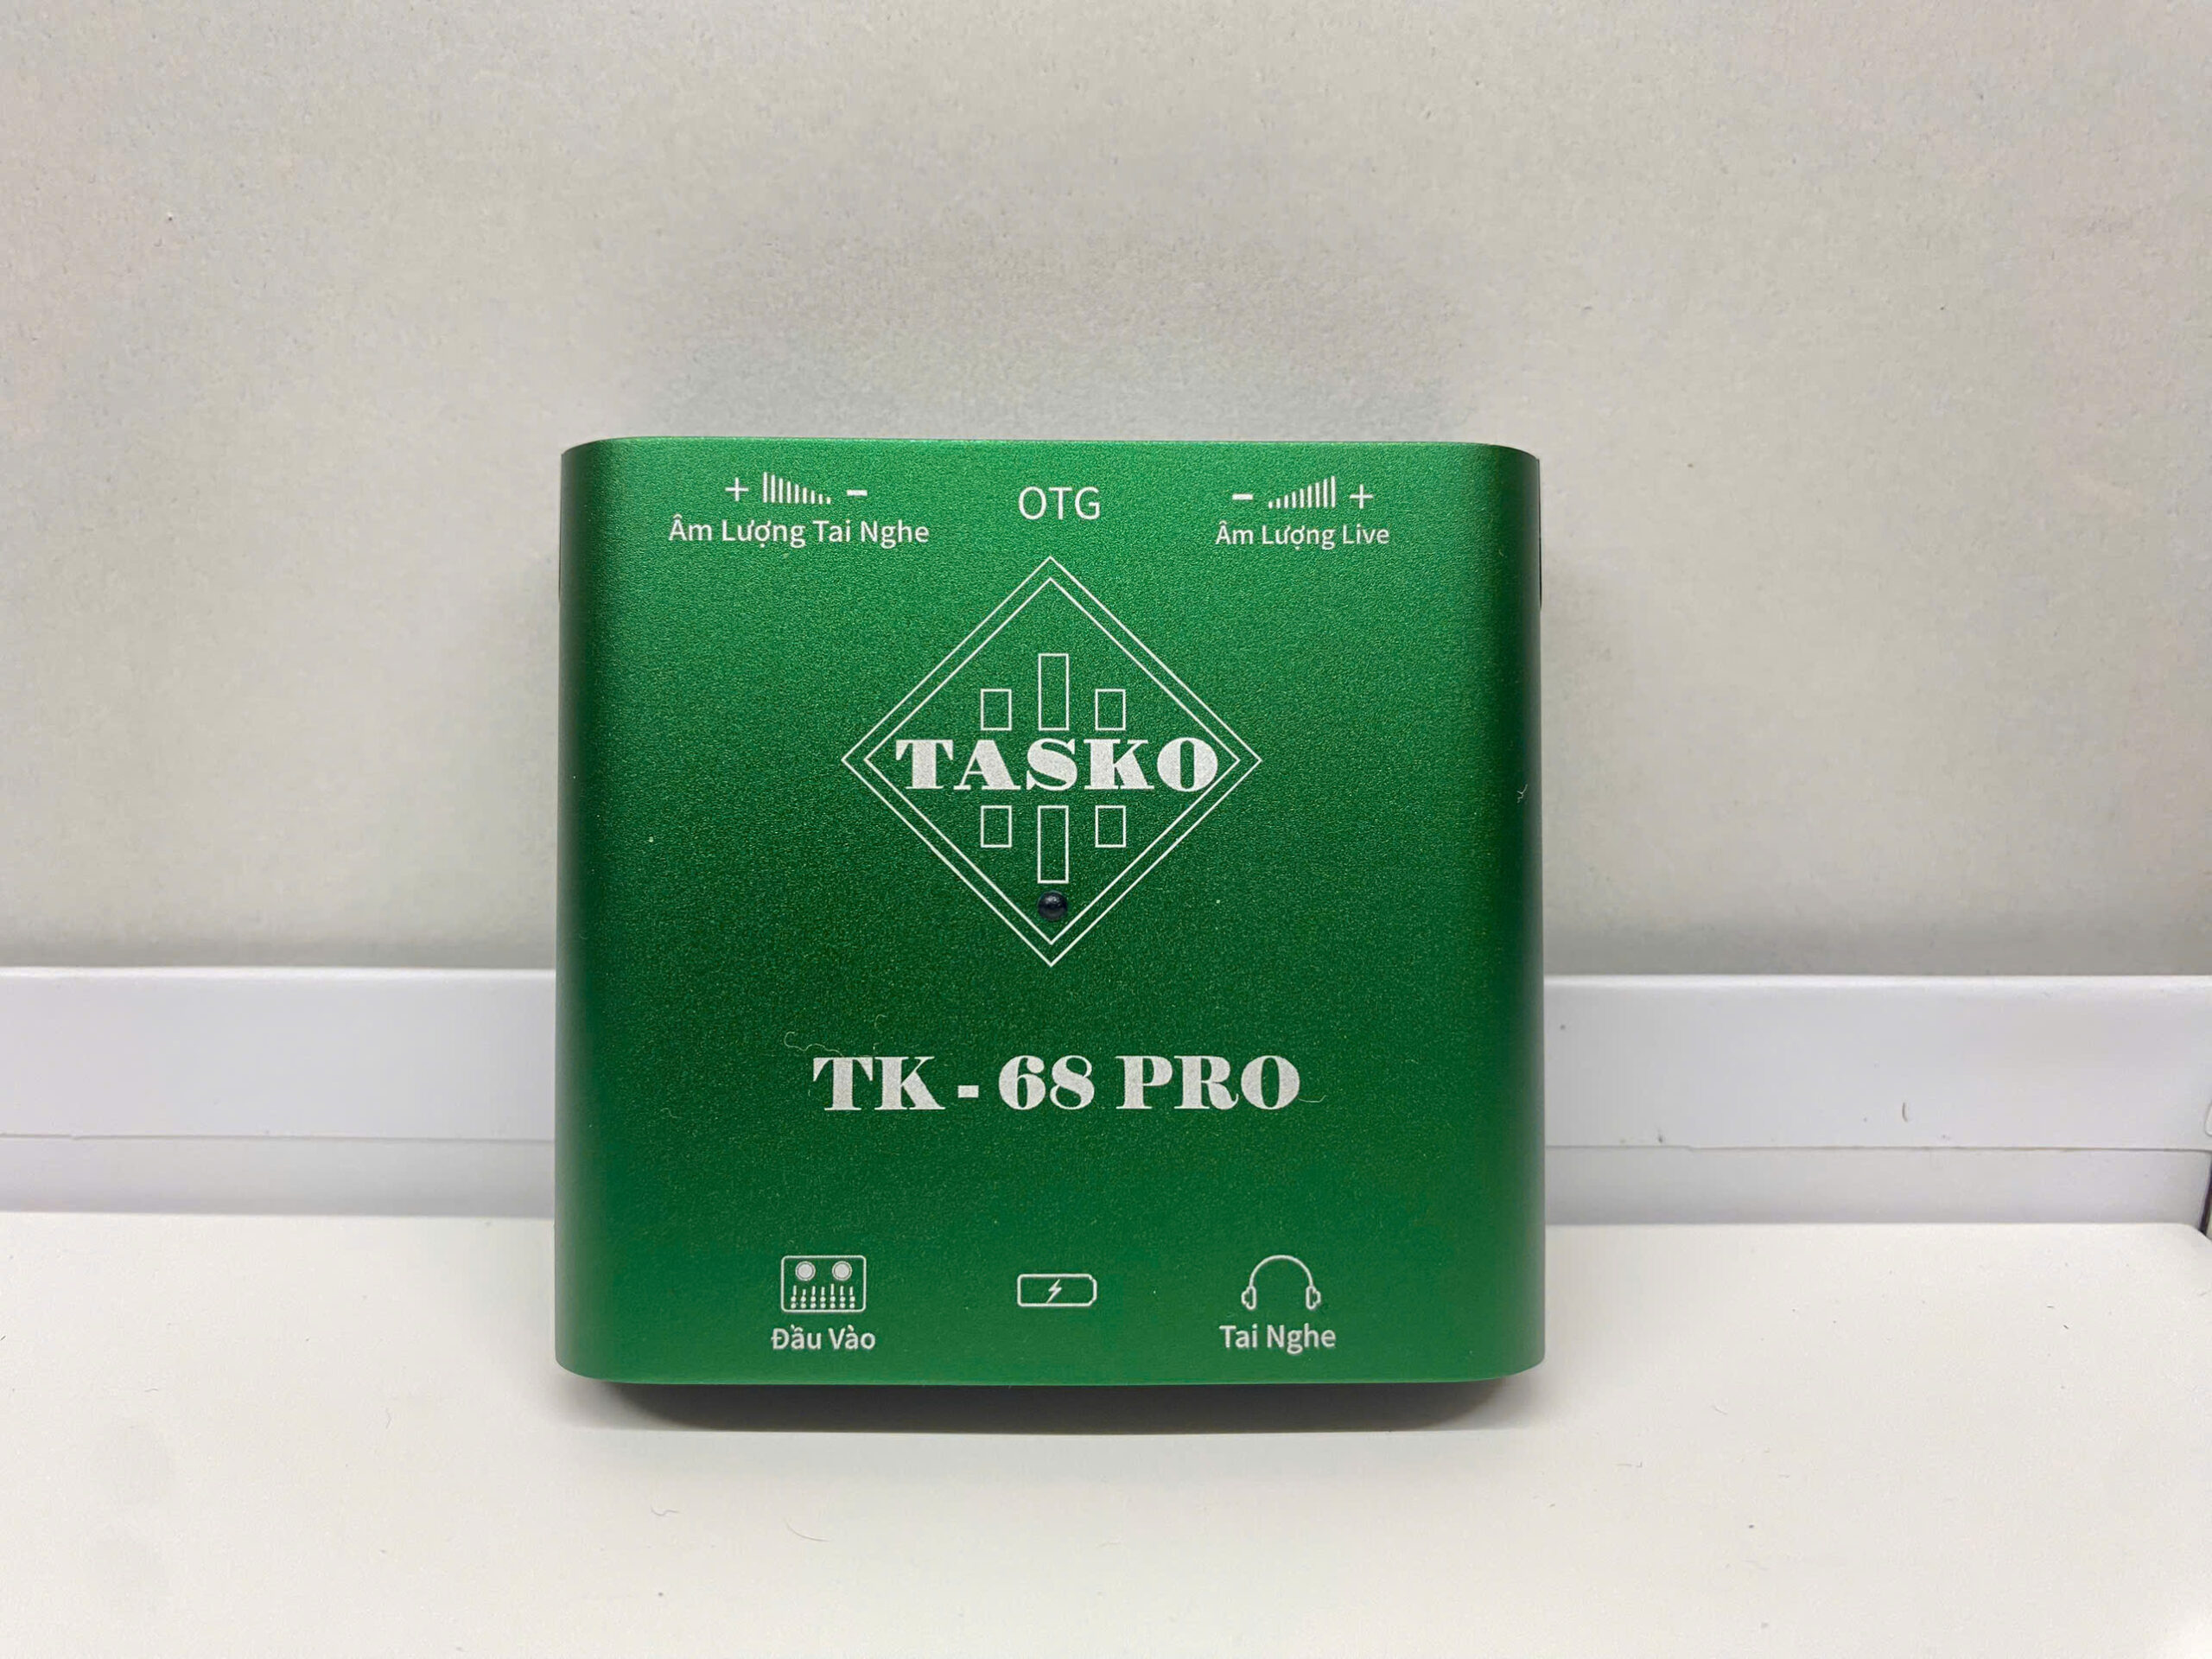 + -
OTG
- +
Âm Lượng Tai Nghe
Âm Lượng Live
TASKO
TK - 68 PRO
Đầu Vào
Tai Nghe